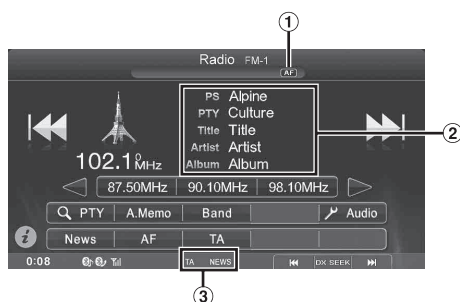 1
Radio FM-1
AF
PS Alpine
PTY Culture
Title Title
Artist Artist
Album Album
2
102.1 MHz
87.50MHz 90.10MHz 98.10MHz
PTY A.Memo Band Audio
i
News AF TA
0:08 TA NEWS DX SEEK
3